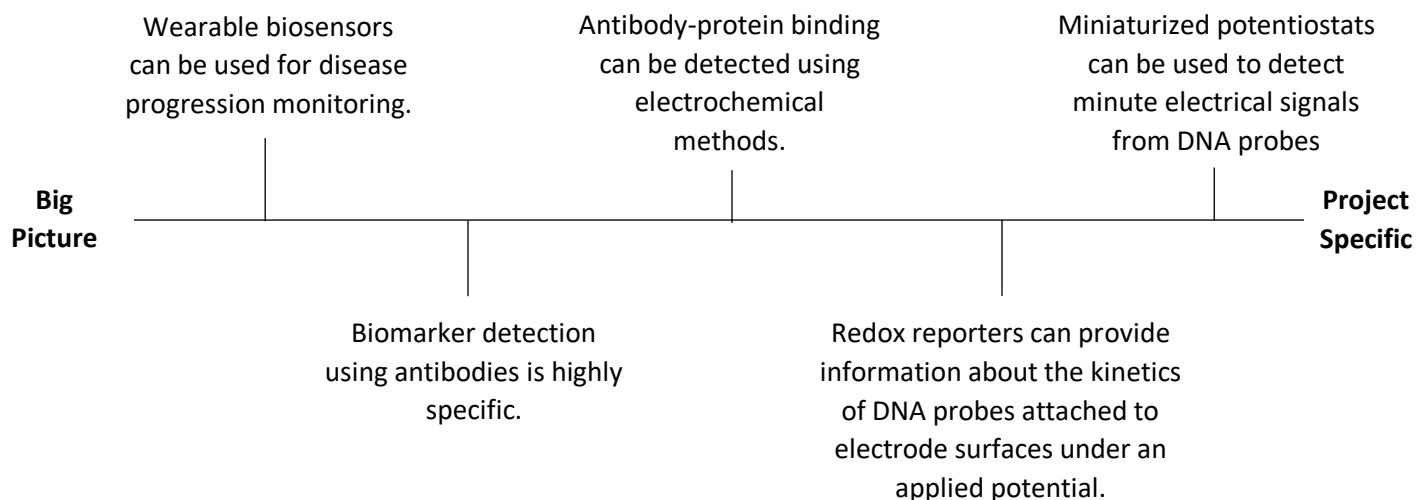 Wearable biosensors
can be used for disease
progression monitoring.
Antibody-protein binding
can be detected using
electrochemical
methods.
Miniaturized potentiostats
can be used to detect
minute electrical signals
from DNA probes
Big
Picture
Project
Specific
Biomarker detection
using antibodies is highly
specific.
Redox reporters can provide
information about the kinetics
of DNA probes attached to
electrode surfaces under an
applied potential.